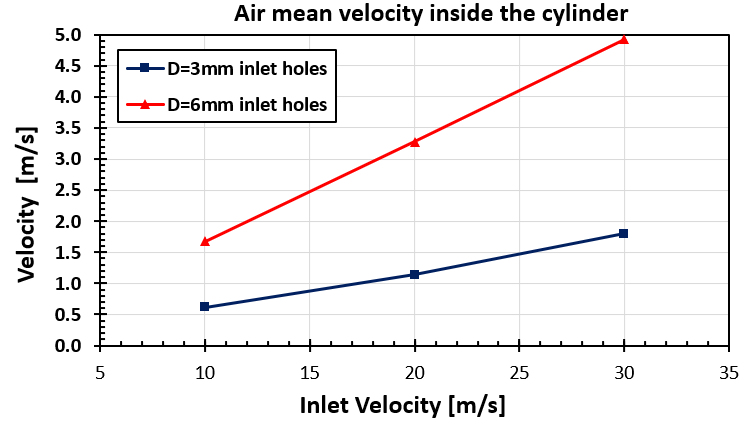 Air mean velocity inside the cylinder
5.0
4.5
4.0
3.5
3.0
2.5
2.0
1.5
1.0
0.5
0.0
Velocity [m/s]
D=3mm inlet holes
D=6mm inlet holes
5 10 15 20 25 30 35
Inlet Velocity [m/s]